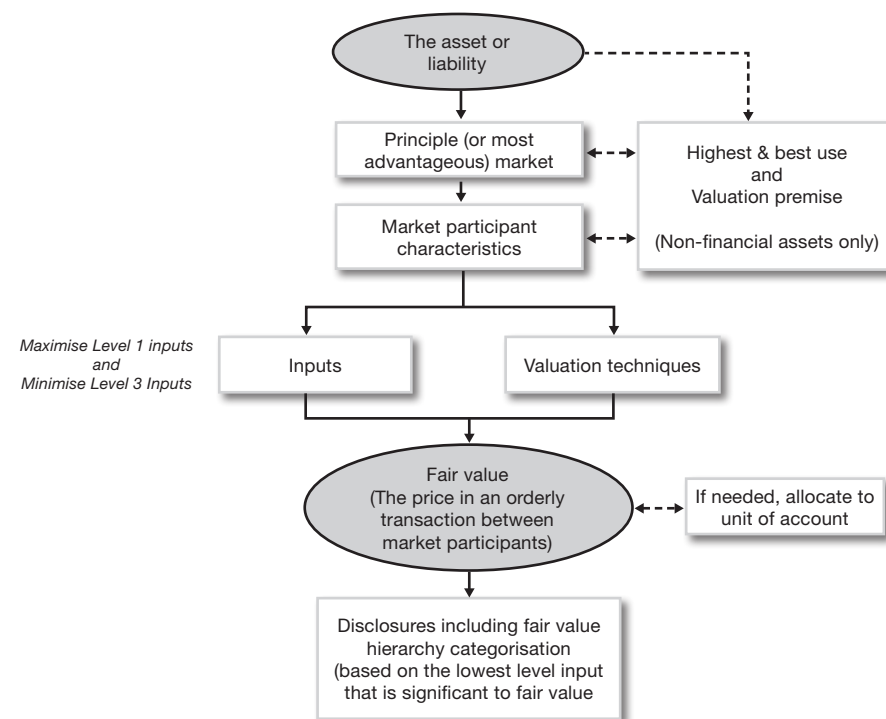 The asset or
liability
Principle (or most
advantageous) market
Highest & best use
and
Valuation premise
(Non-financial assets only)
Market participant
characteristics
Maximise Level 1 inputs
and
Minimise Level 3 Inputs
Inputs
Valuation techniques
Fair value
(The price in an orderly
transaction between
market participants)
If needed, allocate to
unit of account
Disclosures including fair value
hierarchy categorisation
(based on the lowest level input
that is significant to fair value